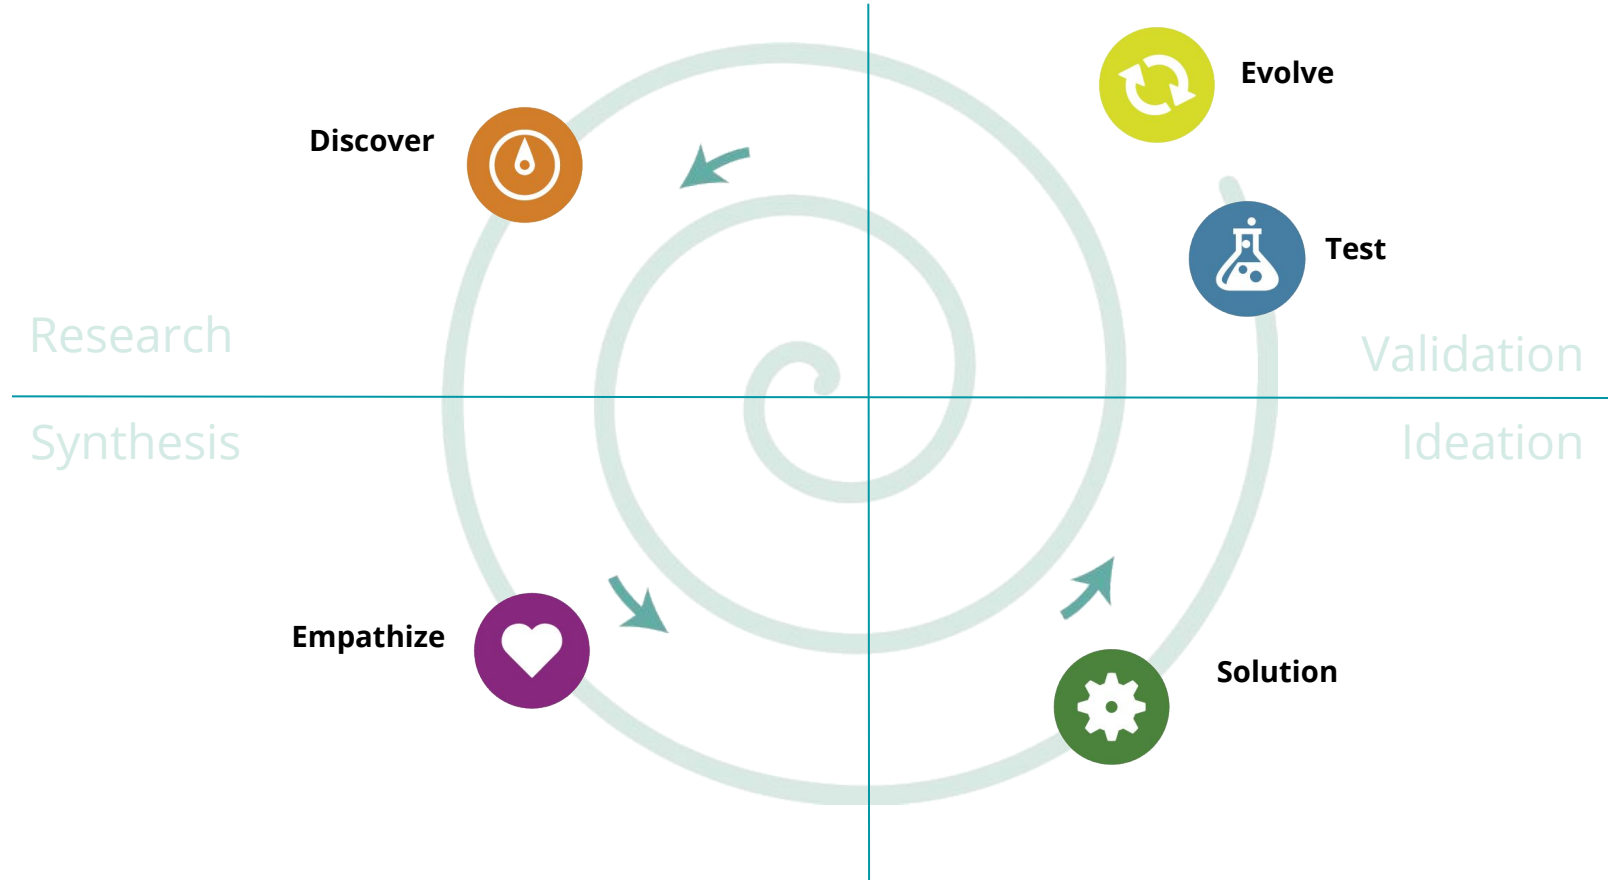 Evolve
Discover
Test
Research
Validation
Synthesis
Ideation
Empathize
Solution